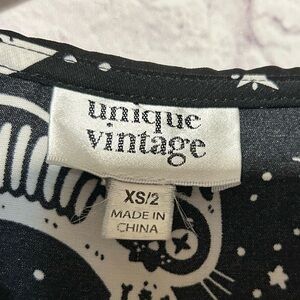 unique
vintage
XS/2
MADE IN
CHINA